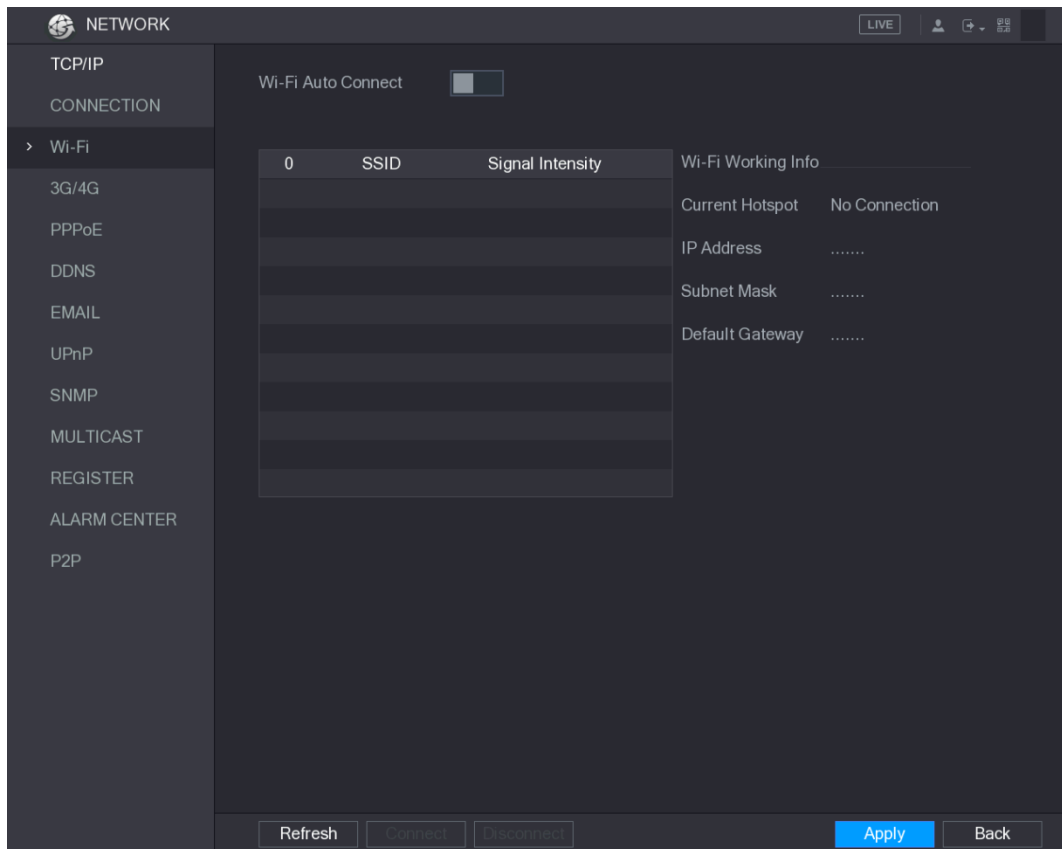 NETWORK
LIVE
TCP/IP
CONNECTION
Wi-Fi
3G/4G
PPPoE
DDNS
EMAIL
UPnP
SNMP
MULTICAST
REGISTER
ALARM CENTER
P2P
Wi-Fi Auto Connect
0 SSID Signal Intensity
Wi-Fi Working Info
Current Hotspot No Connection
IP Address .......
Subnet Mask .......
Default Gateway .......
Refresh Connect Disconnect Apply Back